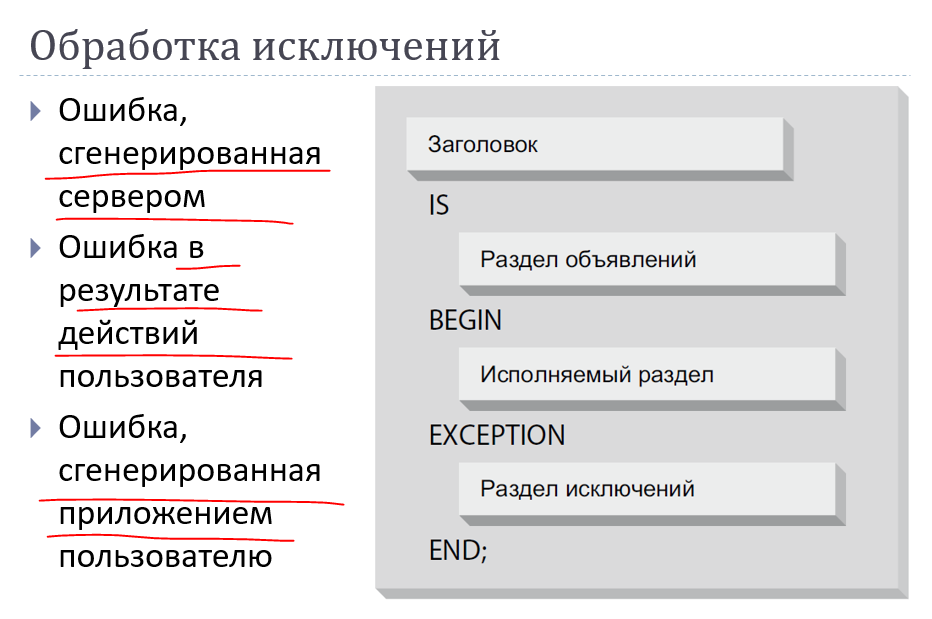 Обработка исключений
Ошибка,
сгенерированная
сервером
Ошибка в
результате
действий
пользователя
Ошибка,
сгенерированная
приложением
пользователю
Заголовок
IS
Раздел объявлений
BEGIN
Исполняемый раздел
EXCEPTION
Раздел исключений
END;